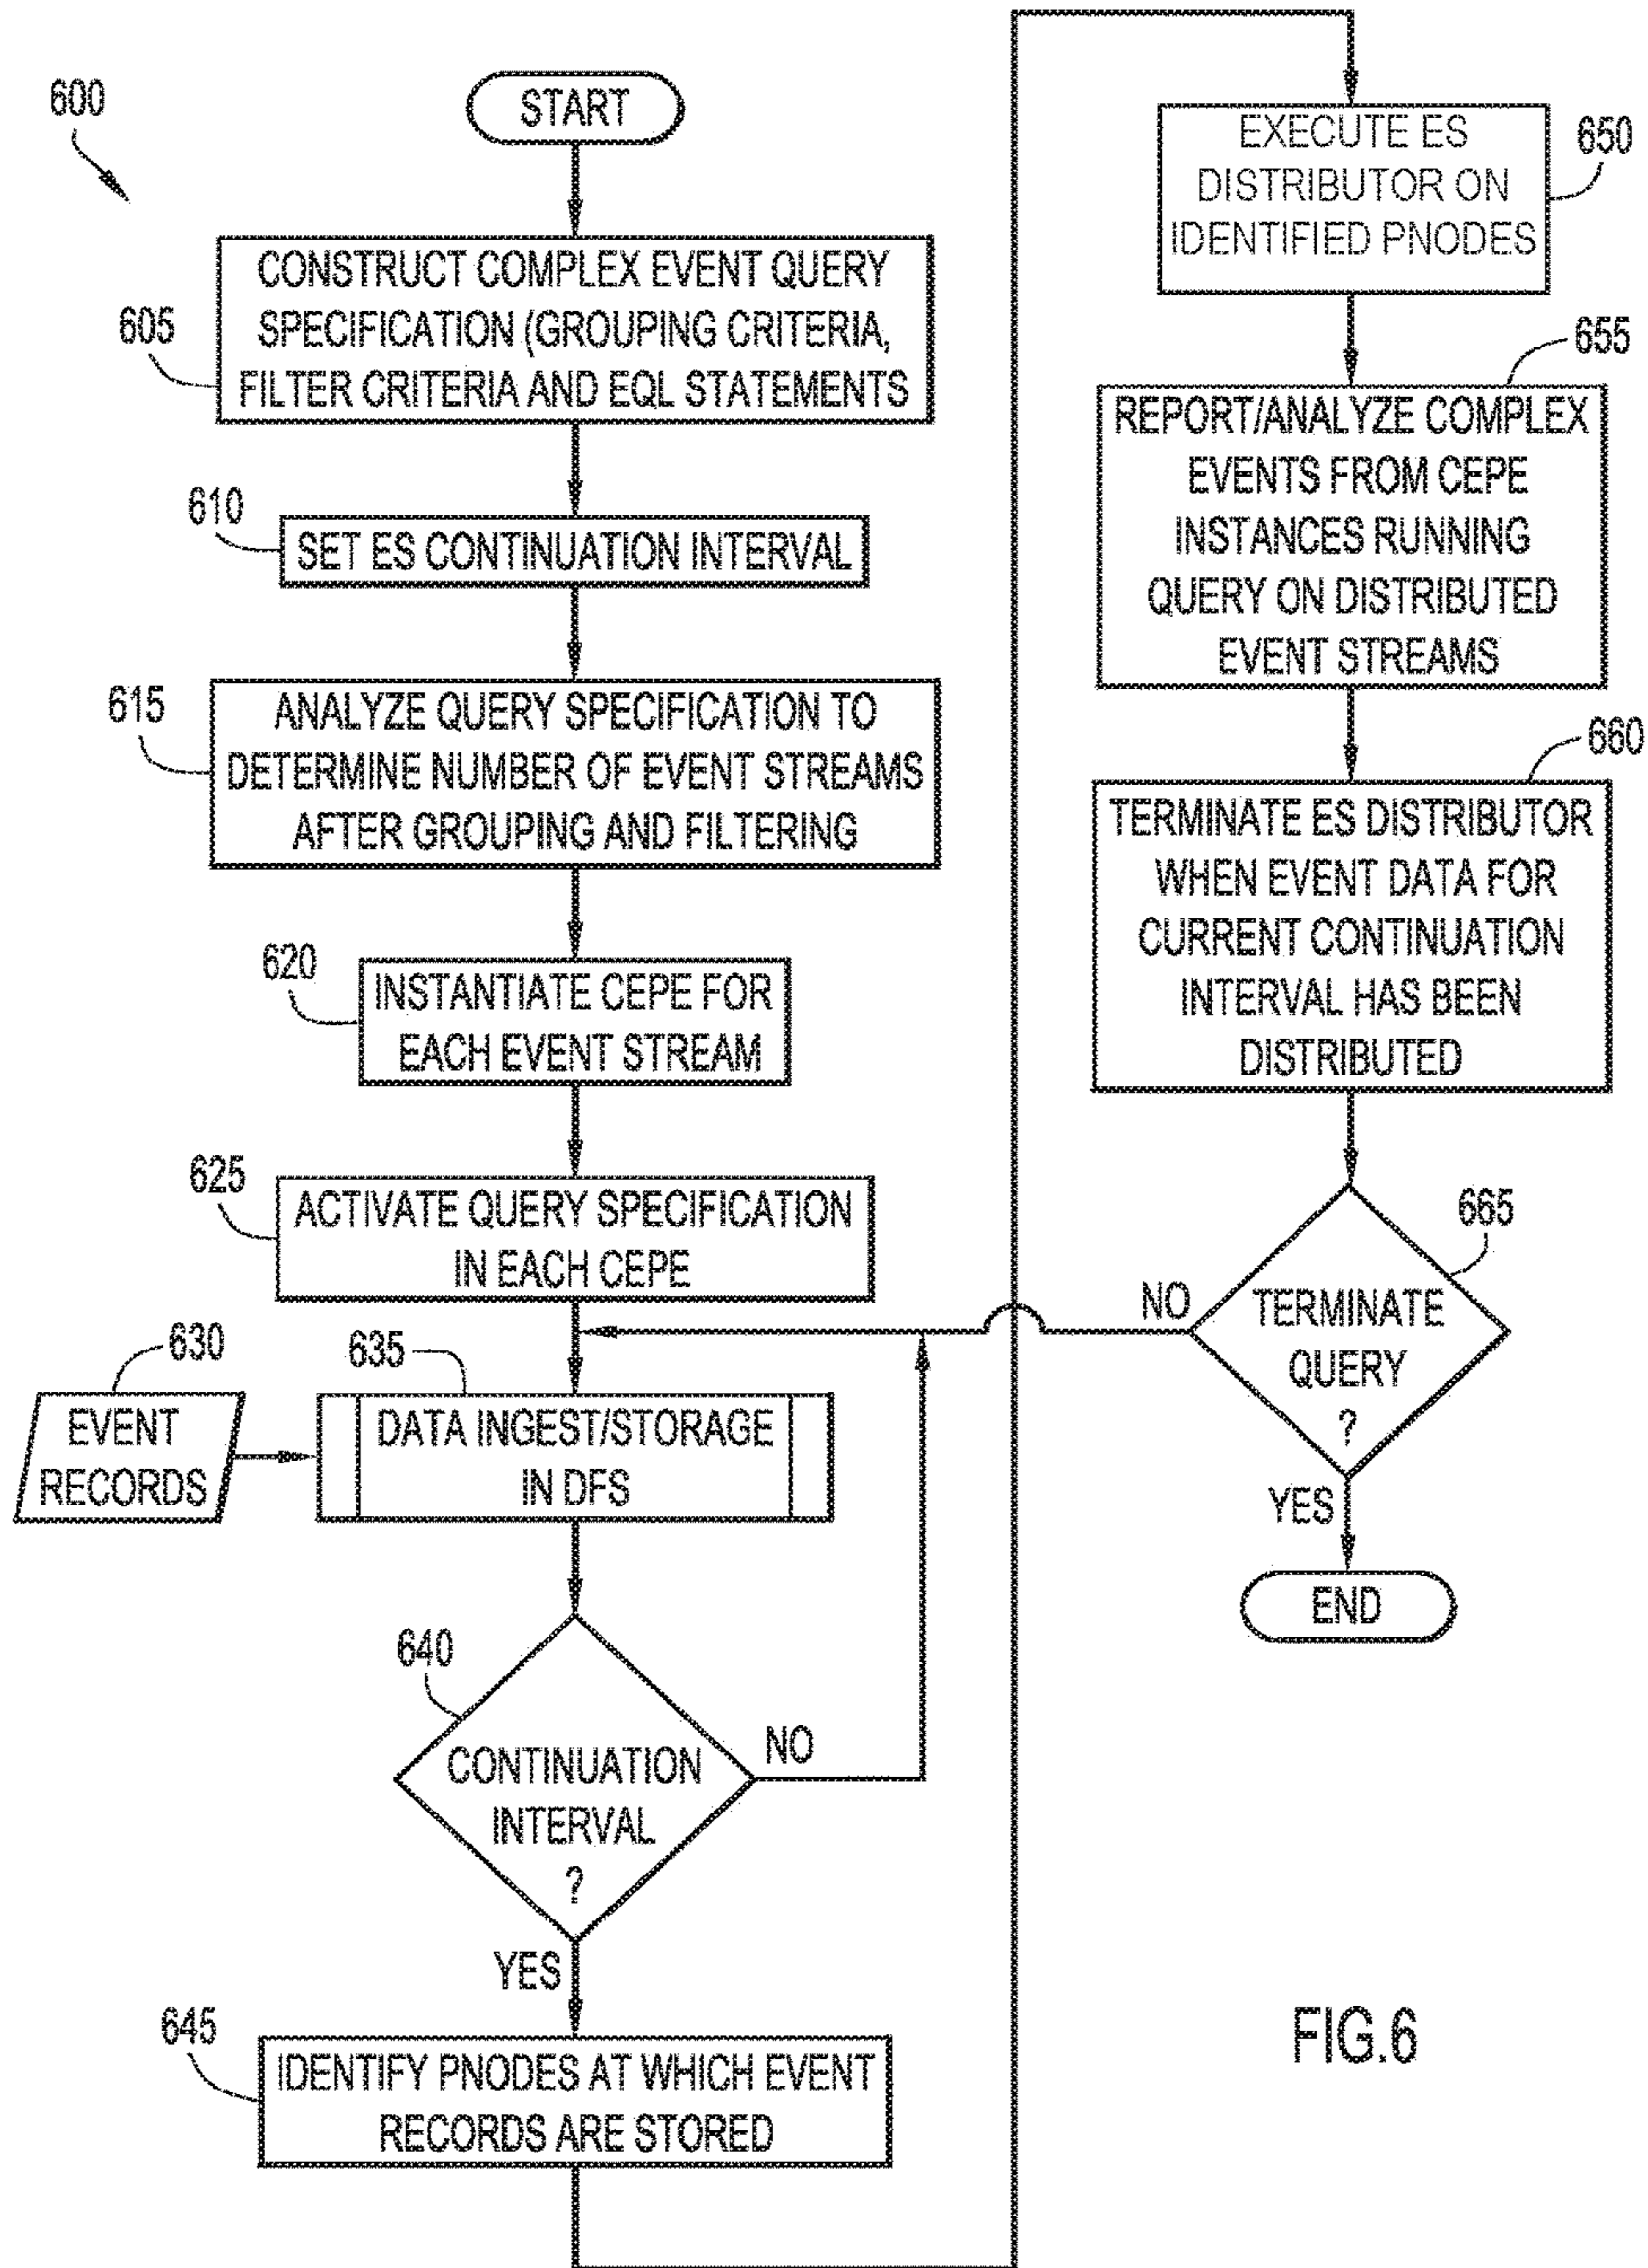 600
START
605
CONSTRUCT COMPLEX EVENT QUERY
SPECIFICATION (GROUPING CRITERIA,
FILTER CRITERIA AND EQL STATEMENTS
610
SET ES CONTINUATION INTERVAL
615
ANALYZE QUERY SPECIFICATION TO
DETERMINE NUMBER OF EVENT STREAMS
AFTER GROUPING AND FILTERING
620
INSTANTIATE CEPE FOR
EACH EVENT STREAM
625
ACTIVATE QUERY SPECIFICATION
IN EACH CEPE
630
EVENT
RECORDS
635
DATA INGEST/STORAGE
IN DFS
640
CONTINUATION
INTERVAL
?
NO
YES
645
IDENTIFY PNODES AT WHICH EVENT
RECORDS ARE STORED
650
EXECUTE ES
DISTRIBUTOR ON
IDENTIFIED PNODES
655
REPORT/ANALYZE COMPLEX
EVENTS FROM CEPE
INSTANCES RUNNING
QUERY ON DISTRIBUTED
EVENT STREAMS
660
TERMINATE ES DISTRIBUTOR
WHEN EVENT DATA FOR
CURRENT CONTINUATION
INTERVAL HAS BEEN
DISTRIBUTED
665
TERMINATE
QUERY
?
NO
YES
END
FIG.6